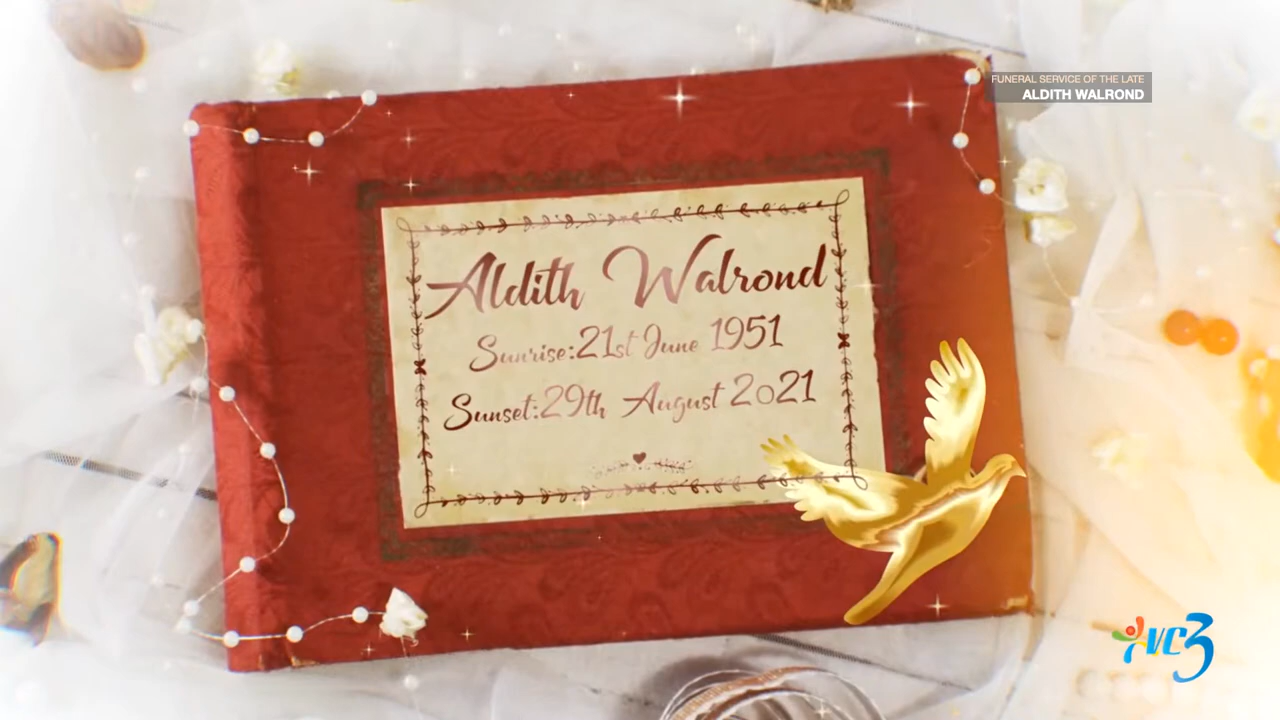 FUNERAL SERVICE OF THE LATE
ALDITH WALROND
Aldith Walrond
Sunrise:21st June 1951
Sunset:29th August 2021
VC3